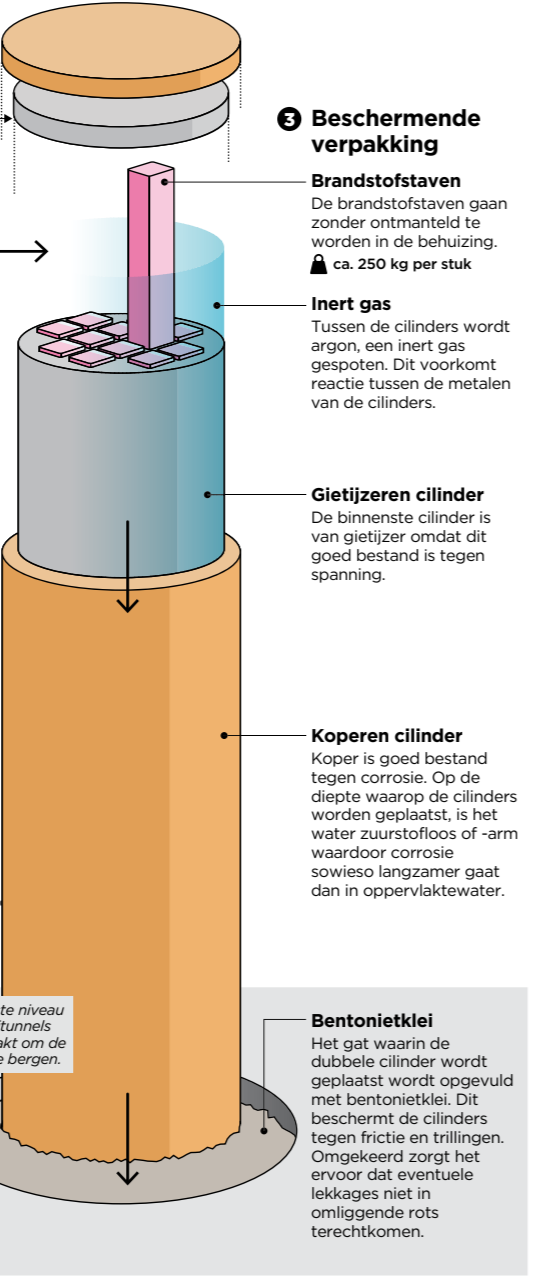 3 Beschermende
verpakking
Brandstofstaven
De brandstofstaven gaan
zonder ontmanteld te
worden in de behuizing.
ca. 250 kg per stuk
Inert gas
Tussen de cilinders wordt
argon, een inert gas
gespoten. Dit voorkomt
reactie tussen de metalen
van de cilinders.
Gietijzeren cilinder
De binnenste cilinder is
van gietijzer omdat dit
goed bestand is tegen
spanning.
Koperen cilinder
Koper is goed bestand
tegen corrosie. Op de
diepte waarop de cilinders
worden geplaatst, is het
water zuurstofloos of -arm
waardoor corrosie
sowieso langzamer gaat
dan in oppervlaktewater.
te niveau
tunnels
akt om de
e bergen.
Bentonietklei
Het gat waarin de
dubbele cilinder wordt
geplaatst wordt opgevuld
met bentonietklei. Dit
beschermt de cilinders
tegen frictie en trillingen.
Omgekeerd zorgt het
ervoor dat eventuele
lekkages niet in
omliggende rots
terechtkomen.